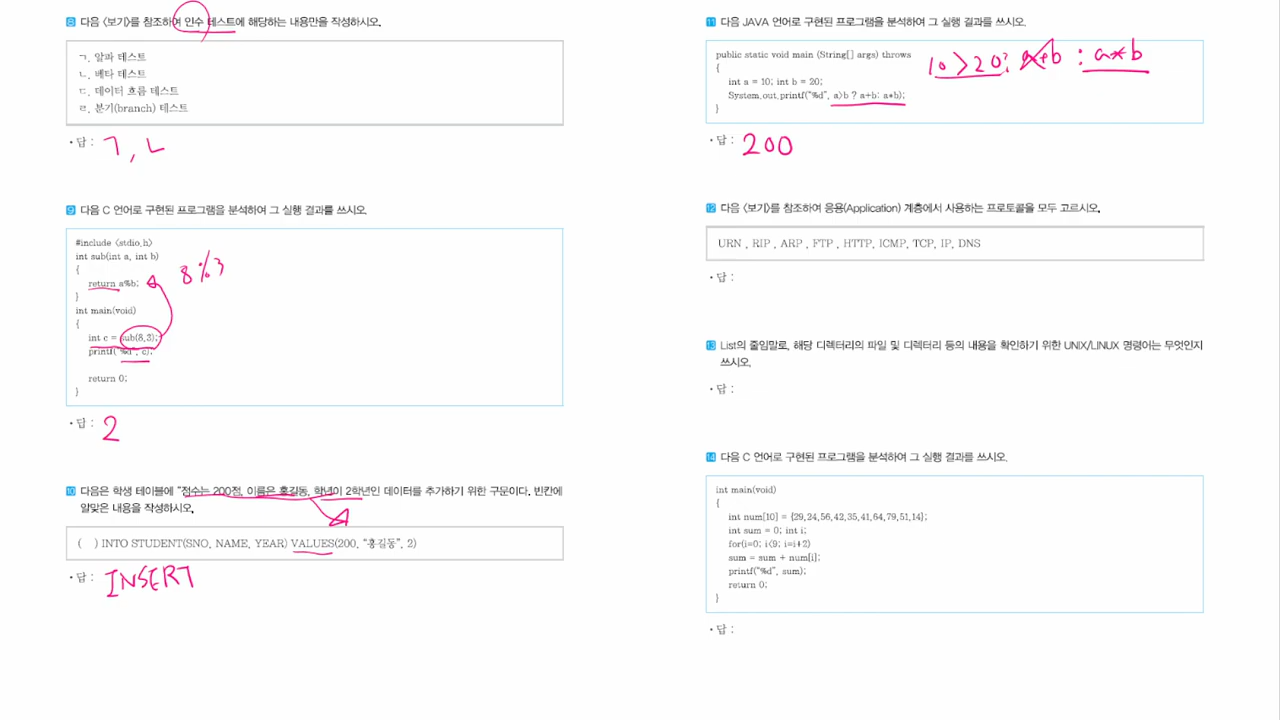 8 다음 <보기>를 참조하여 인수 테스트에 해당하는 내용만을 작성하시오.
ㄱ. 알파 테스트
ㄴ. 베타 테스트
ㄷ. 데이터 흐름 테스트
ㄹ. 분기(branch) 테스트
• 답 : ㄱ, ㄴ
9 다음 C 언어로 구현된 프로그램을 분석하여 그 실행 결과를 쓰시오.
#include <stdio.h>
int sub(int a, int b)
{
return a%b;
8%3
}
int main(void)
{
int c = sub(8,3);
printf("%d", c);
return 0;
}
• 답 : 2
10 다음은 학생 테이블에 "점수는 200점, 이름은 홍길동, 학년이 2학년인 데이터를 추가하기 위한 구문이다. 빈칸에
알맞은 내용을 작성하시오.
( ) INTO STUDENT(SNO, NAME, YEAR) VALUES(200, "홍길동", 2)
• 답 : INSERT
11 다음 JAVA 언어로 구현된 프로그램을 분석하여 그 실행 결과를 쓰시오.
public static void main (String[] args) throws
10>20? a+b : a*b
{
int a = 10; int b = 20;
System.out.printf("%d", a>b ? a+b: a*b);
}
• 답 : 200
12 다음 <보기>를 참조하여 응용(Application) 계층에서 사용하는 프로토콜을 모두 고르시오.
URN , RIP , ARP , FTP , HTTP, ICMP, TCP, IP, DNS
• 답 :
13 List의 줄임말로, 해당 디렉터리의 파일 및 디렉터리 등의 내용을 확인하기 위한 UNIX/LINUX 명령어는 무엇인지
쓰시오.
• 답 :
14 다음 C 언어로 구현된 프로그램을 분석하여 그 실행 결과를 쓰시오.
int main(void)
{
int num[10] = {29,24,56,42,35,41,64,79,51,14};
int sum = 0; int i;
for(i=0; i<9; i=i+2)
sum = sum + num[i];
printf("%d", sum);
return 0;
}
• 답 :